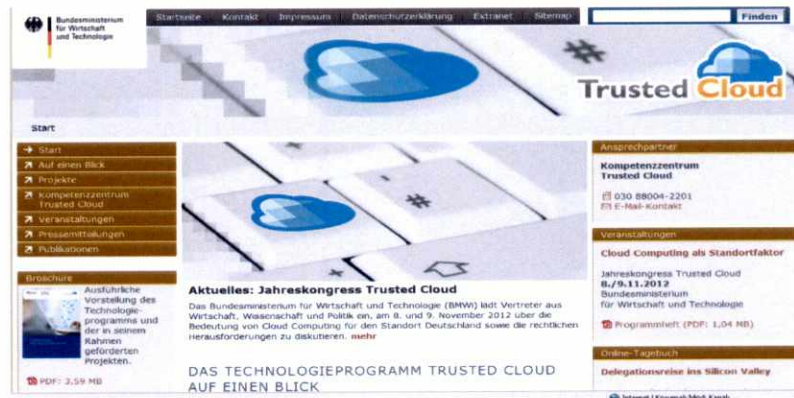 Bundesministerium
für Wirtschaft
und Technologie
Startseite Kontakt Impressum Datenschutzerklärung Extranet Sitemap
Finden
Trusted Cloud
Start
Start
Auf einen Blick
Projekte
Kompetenzzentrum
Trusted Cloud
Veranstaltungen
Pressemitteilungen
Publikationen
Broschüre
Ausführliche
Vorstellung des
Technologie-
programms und
der in seinem
Rahmen
geförderten
Projekten.
PDF: 3,59 MB
#
#
Aktuelles: Jahreskongress Trusted Cloud
Das Bundesministerium für Wirtschaft und Technologie (BMWi) lädt Vertreter aus
Wirtschaft, Wissenschaft und Politik ein, am 8. und 9. November 2012 über die
Bedeutung von Cloud Computing für den Standort Deutschland sowie die rechtlichen
Herausforderungen zu diskutieren. mehr
DAS TECHNOLOGIEPROGRAMM TRUSTED CLOUD
AUF EINEN BLICK
Ansprechpartner
Kompetenzzentrum
Trusted Cloud
030 88004-2201
E-Mail-Kontakt
Veranstaltungen
Cloud Computing als Standortfaktor
Jahreskongress Trusted Cloud
8./9.11.2012
Bundesministerium
für Wirtschaft und Technologie
Programmheft (PDF: 1,04 MB)
Online-Tagebuch
Delegationsreise ins Silicon Valley